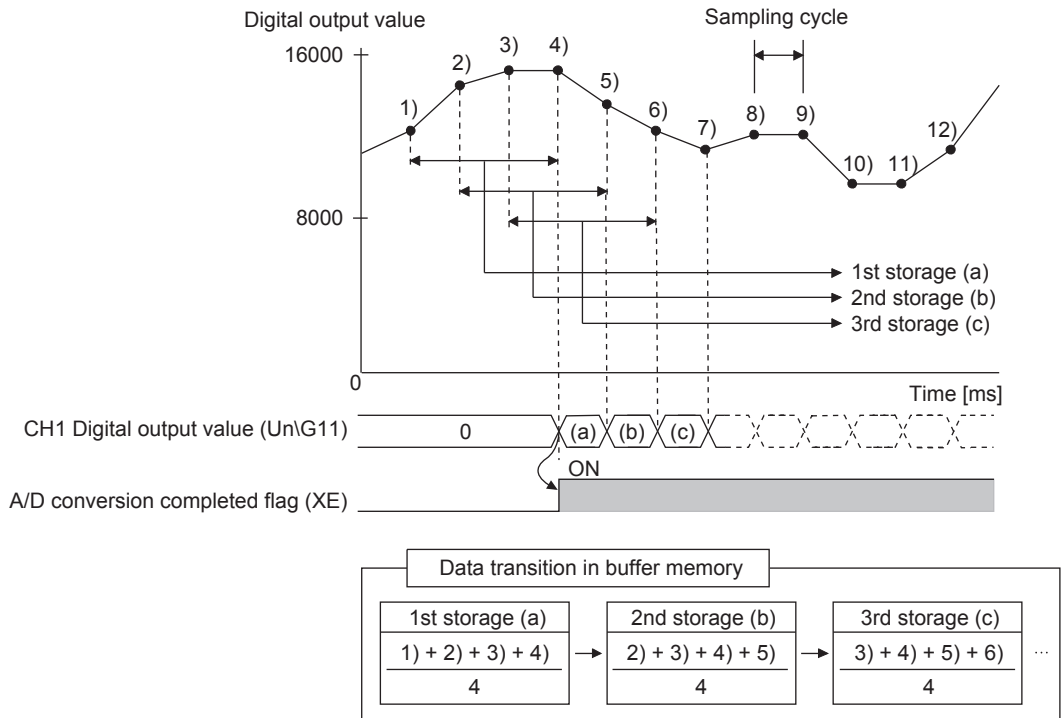 Digital output value
Sampling cycle
16000
1)
2)
3)
4)
5)
6)
7)
8)
9)
10)
11)
12)
8000
1st storage (a)
2nd storage (b)
3rd storage (c)
0
Time [ms]
CH1 Digital output value (Un\G11)
0
(a)
(b)
(c)
ON
A/D conversion completed flag (XE)
Data transition in buffer memory
1st storage (a)
1) + 2) + 3) + 4)
4
2nd storage (b)
2) + 3) + 4) + 5)
4
3rd storage (c)
3) + 4) + 5) + 6)
4
...